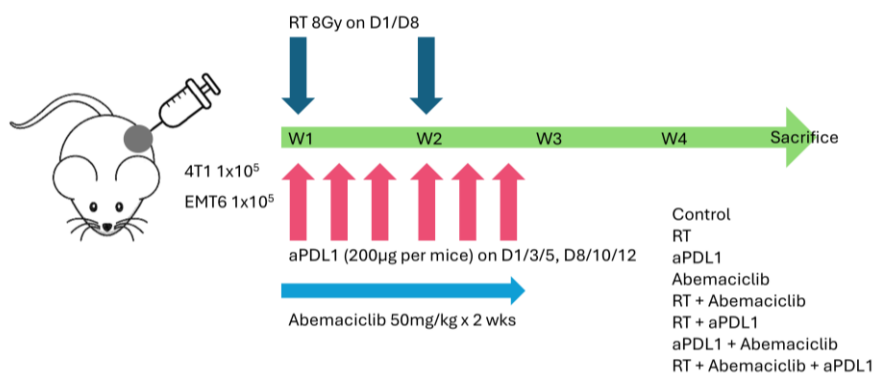 RT 8Gy on D1/D8
W1 W2 W3 W4 Sacrifice
4T1 1x10⁵
EMT6 1x10⁵
aPDL1 (200µg per mice) on D1/3/5, D8/10/12
Abemaciclib 50mg/kg x 2 wks
Control
RT
aPDL1
Abemaciclib
RT + Abemaciclib
RT + aPDL1
aPDL1 + Abemaciclib
RT + Abemaciclib + aPDL1